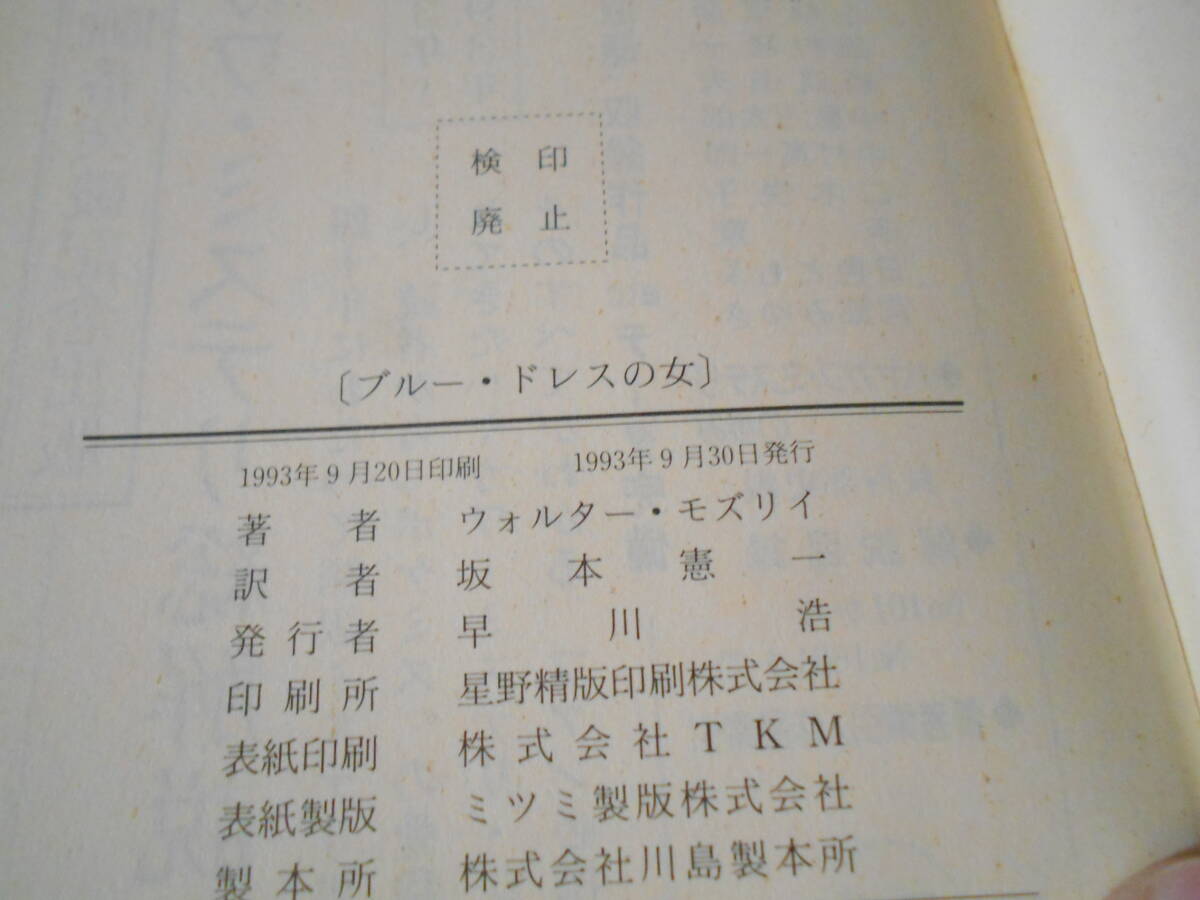 検印
廃止
〔ブルー・ドレスの女〕
1993年9月20日印刷 1993年9月30日発行
著者 ウォルター・モズリイ
訳者 坂本憲一
発行者 早川浩
印刷所 星野精版印刷株式会社
表紙印刷 株式会社TKM
表紙製版 ミツミ製版株式会社
製本所 株式会社川島製本所